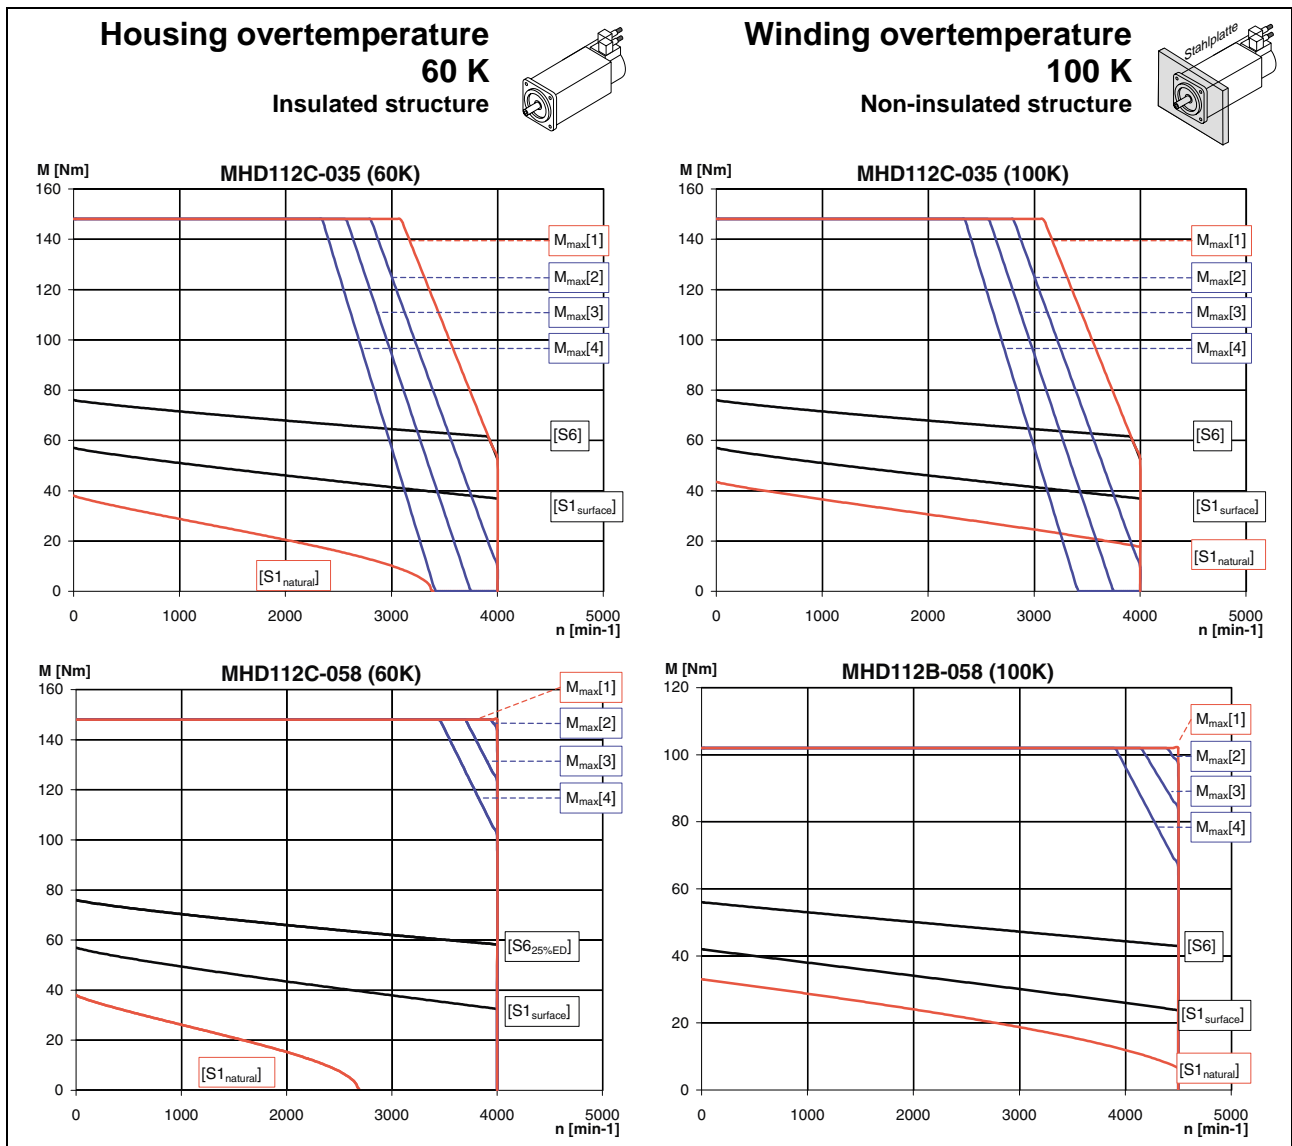 Housing overtemperature
60 K
Insulated structure
Winding overtemperature
100 K
Non-insulated structure
Stahlplatte
M [Nm]
MHD112C-035 (60K)
160
140
120
100
80
60
40
20
0
0 1000 2000 3000 4000 5000
n [min-1]
Mmax[1]
Mmax[2]
Mmax[3]
Mmax[4]
[S6]
[S1surface]
[S1natural]
M [Nm]
MHD112C-035 (100K)
160
140
120
100
80
60
40
20
0
0 1000 2000 3000 4000 5000
n [min-1]
Mmax[1]
Mmax[2]
Mmax[3]
Mmax[4]
[S6]
[S1surface]
[S1natural]
M [Nm]
MHD112C-058 (60K)
160
140
120
100
80
60
40
20
0
0 1000 2000 3000 4000 5000
n [min-1]
Mmax[1]
Mmax[2]
Mmax[3]
Mmax[4]
[S625%ED]
[S1surface]
[S1natural]
M [Nm]
MHD112B-058 (100K)
120
100
80
60
40
20
0
0 1000 2000 3000 4000 5000
n [min-1]
Mmax[1]
Mmax[2]
Mmax[3]
Mmax[4]
[S6]
[S1surface]
[S1natural]